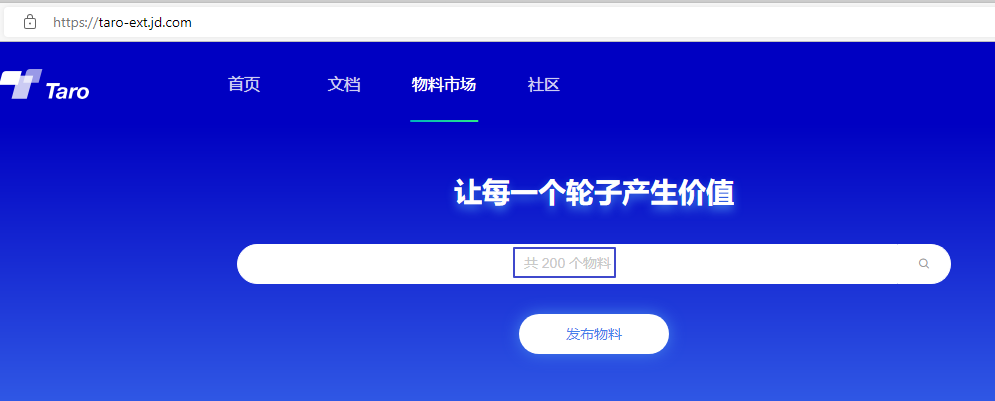 https://taro-ext.jd.com
Taro 首页 文档 物料市场 社区
让每一个轮子产生价值
共 200 个物料
发布物料